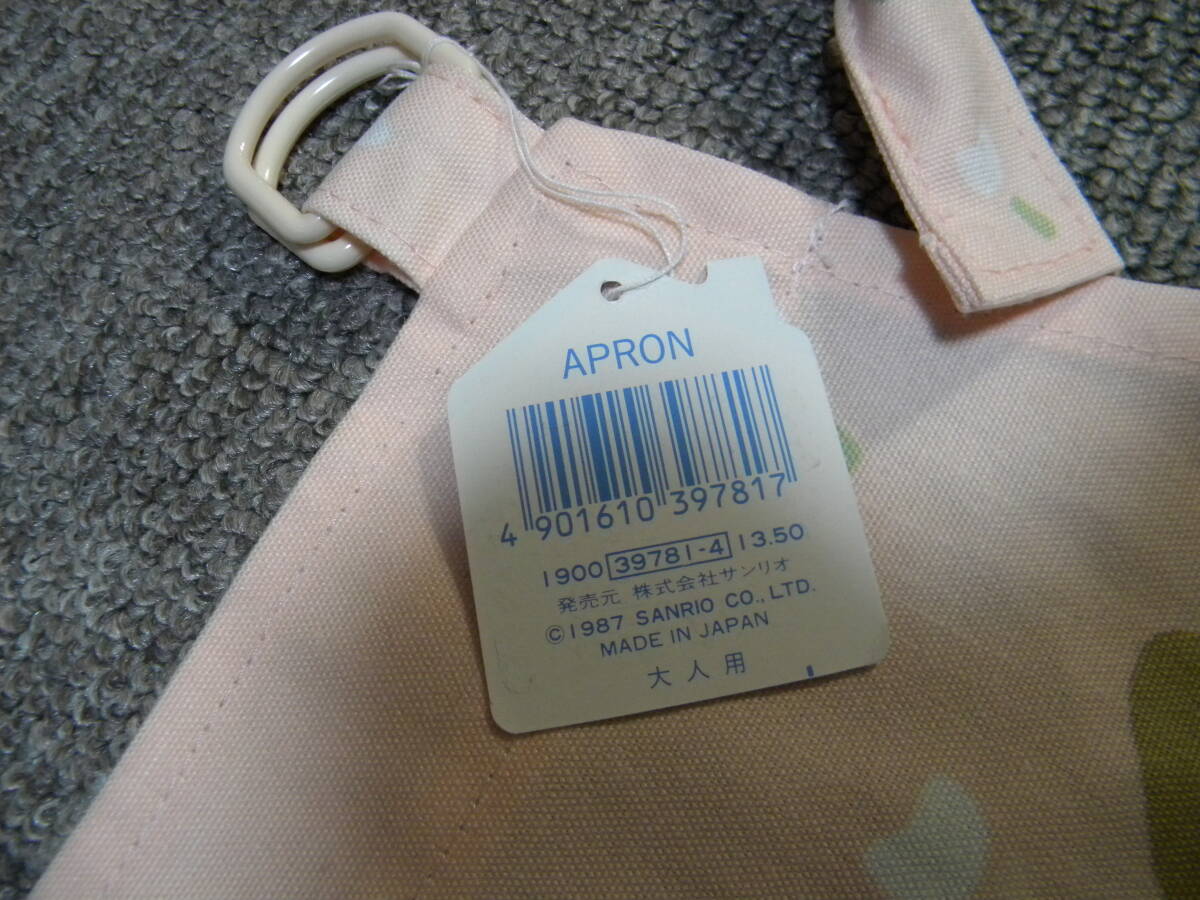 APRON
4 901610 397817
1900 39781-4 13.50
発売元 株式会社サンリオ
©1987 SANRIO CO., LTD.
MADE IN JAPAN
大人用